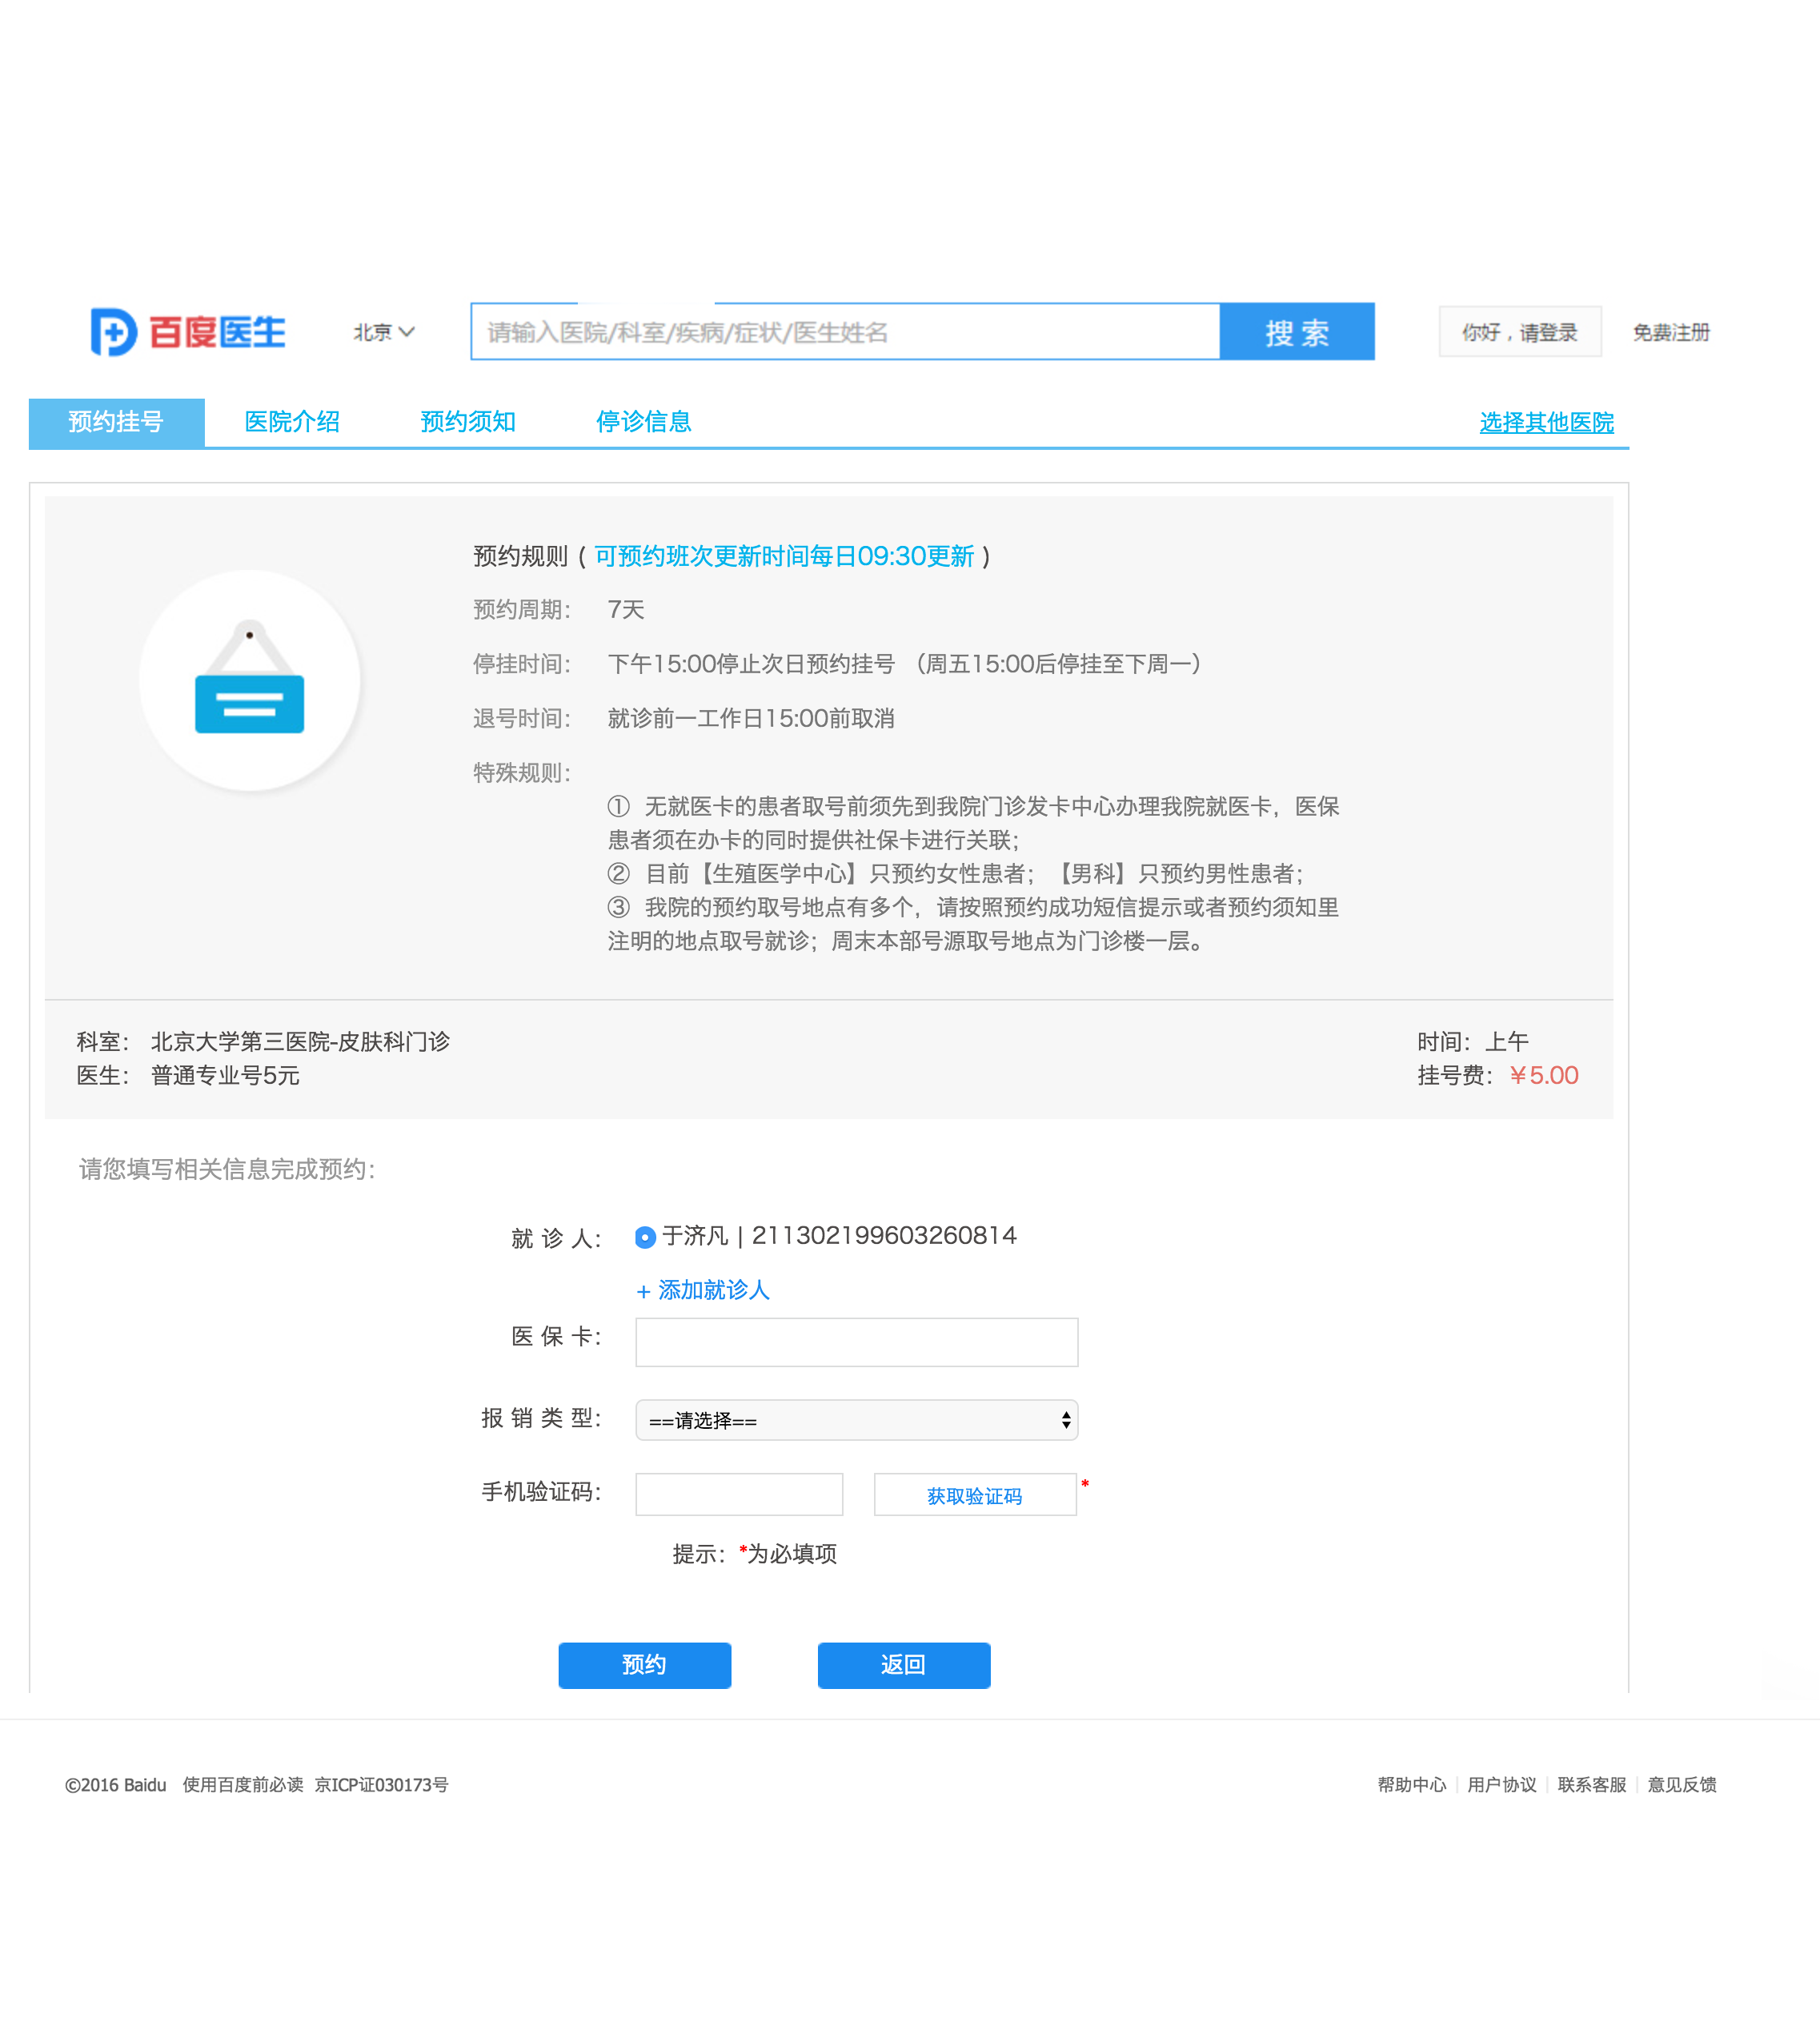 百度医生
北京
请输入医院/科室/疾病/症状/医生姓名
搜 索
你好，请登录
免费注册
预约挂号
医院介绍
预约须知
停诊信息
选择其他医院
预约规则 ( 可预约班次更新时间每日09:30更新 )
预约周期： 7天
停挂时间： 下午15:00停止次日预约挂号 （周五15:00后停挂至下周一）
退号时间： 就诊前一工作日15:00前取消
特殊规则：
① 无就医卡的患者取号前须先到我院门诊发卡中心办理我院就医卡，医保
患者须在办卡的同时提供社保卡进行关联；
② 目前【生殖医学中心】只预约女性患者；【男科】只预约男性患者；
③ 我院的预约取号地点有多个，请按照预约成功短信提示或者预约须知里
注明的地点取号就诊；周末本部号源取号地点为门诊楼一层。
科室： 北京大学第三医院-皮肤科门诊
时间：上午
医生： 普通专业号5元
挂号费：￥5.00
请您填写相关信息完成预约：
就 诊 人： 于济凡 | 211302199603260814
+ 添加就诊人
医 保 卡：
报 销 类 型： ==请选择==
手机验证码： 获取验证码 *
提示：*为必填项
预约
返回
©2016 Baidu 使用百度前必读 京ICP证030173号
帮助中心 | 用户协议 | 联系客服 | 意见反馈